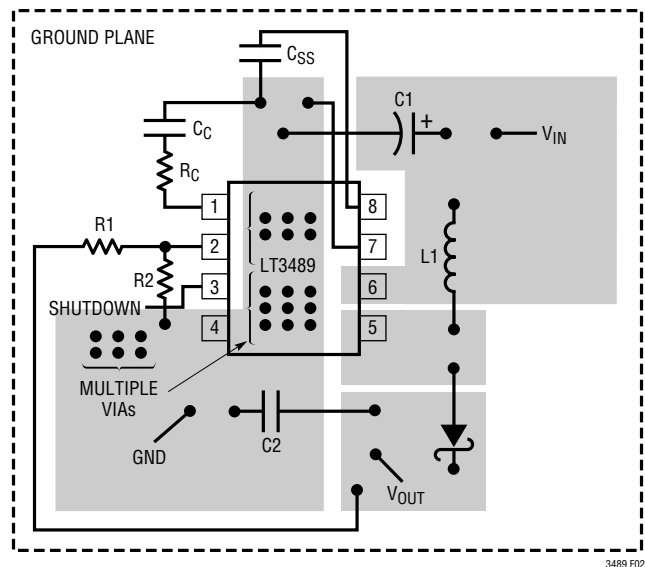 GROUND PLANE
CSS
C1
+
CC
VIN
RC
1
8
R1
2
7
LT3489
L1
R2
3
6
SHUTDOWN
4
5
MULTIPLE
VIAs
C2
GND
VOUT
3489 F02